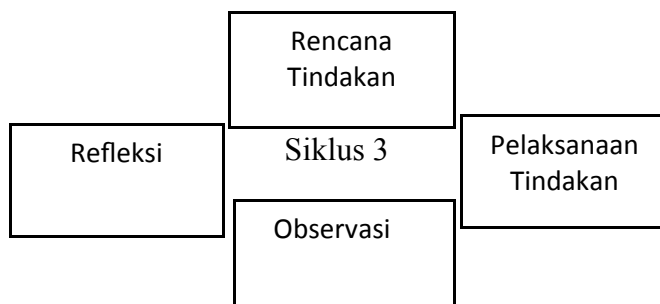 Rencana
Tindakan
Refleksi
Siklus 3
Pelaksanaan
Tindakan
Observasi